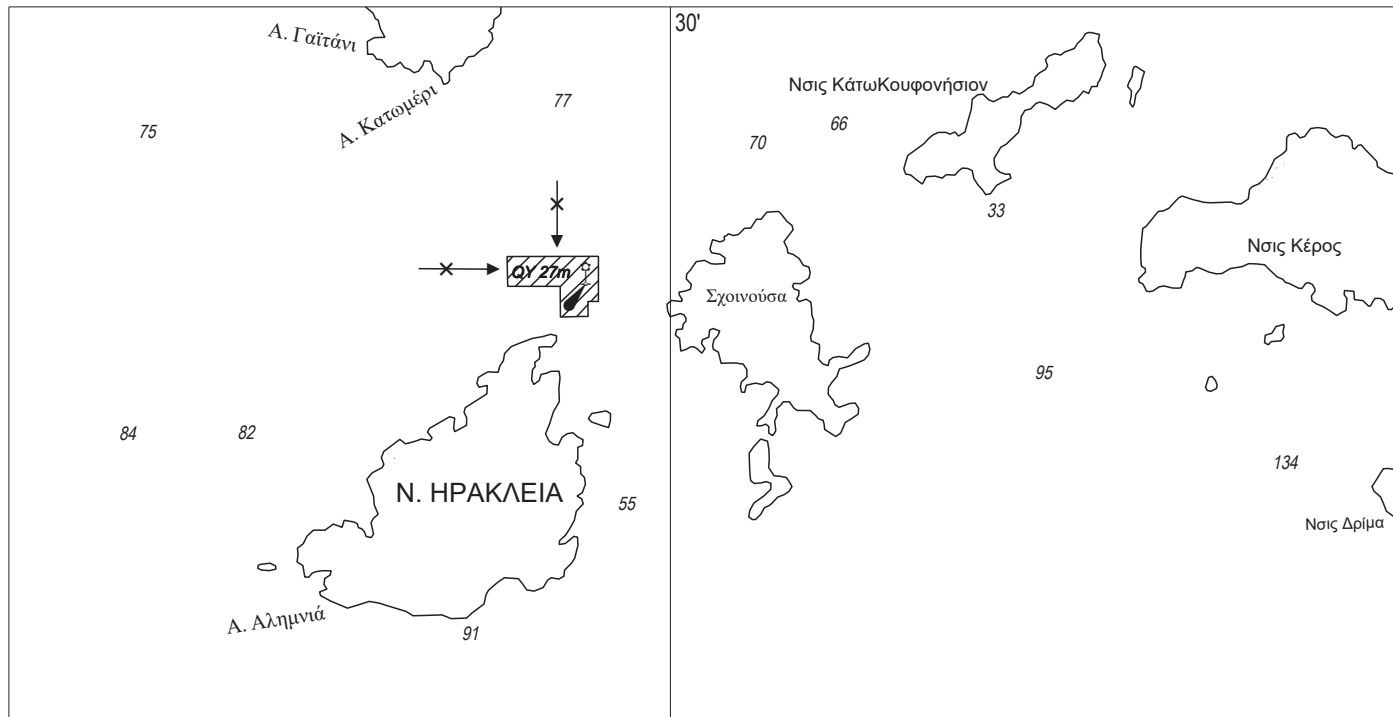 Α. Γαϊτάνι
30'
Νσις ΚάτωΚουφονήσιον
77
Α. Κατωμέρι
66
75
70
33
Νσις Κέρος
QY 27m
Σχοινούσα
95
84
82
134
Ν. ΗΡΑΚΛΕΙΑ
55
Νσις Δρίμα
Α. Αλημνιά
91